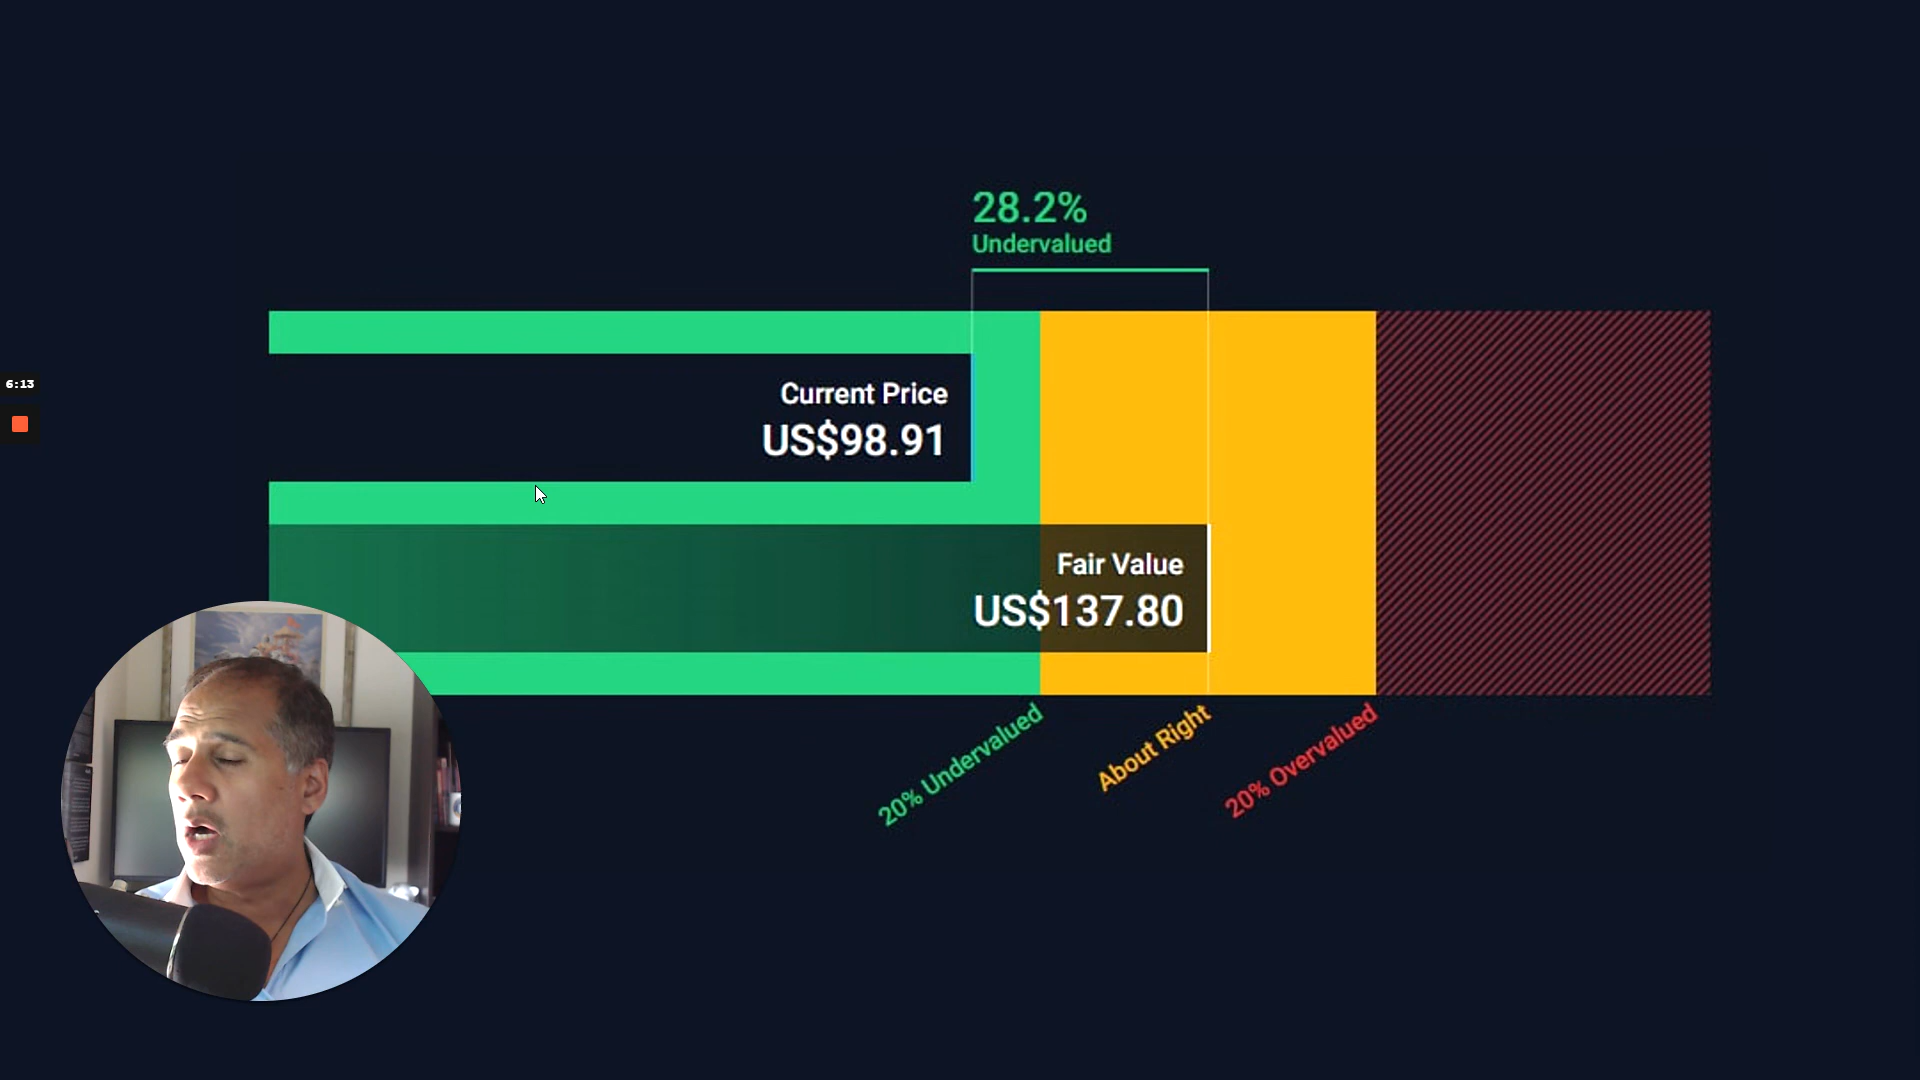 28.2%
Undervalued
6:13
Current Price
US$98.91
Fair Value
US$137.80
20% Undervalued
About Right
20% Overvalued